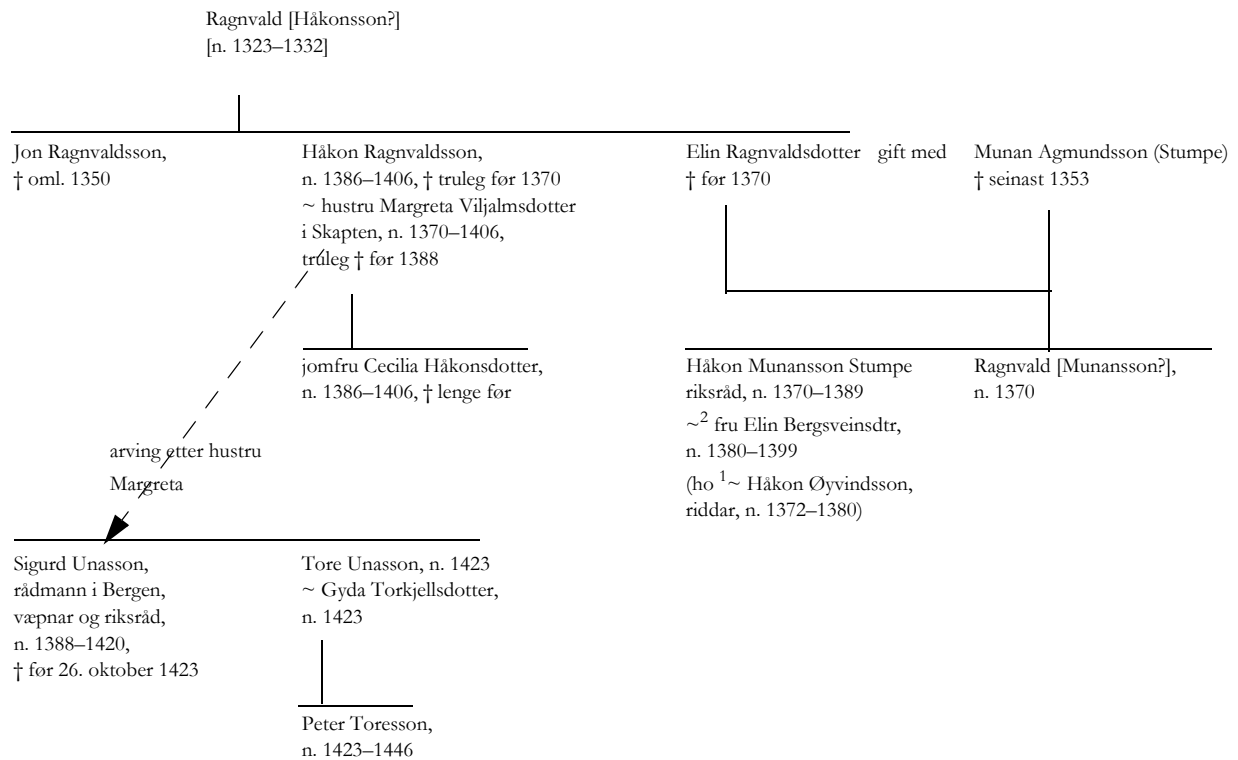 Ragnvald [Håkonsson?]
[n. 1323–1332]
Jon Ragnvaldsson,
† oml. 1350
Håkon Ragnvaldsson,
n. 1386–1406, † truleg før 1370
~ hustru Margreta Viljalmsdotter
i Skapten, n. 1370–1406,
truleg † før 1388
Elin Ragnvaldsdotter gift med
† før 1370
Munan Agmundsson (Stumpe)
† seinast 1353
jomfru Cecilia Håkonsdotter,
n. 1386–1406, † lenge før
Håkon Munansson Stumpe
riksråd, n. 1370–1389
~² fru Elin Bergsveinsdtr,
n. 1380–1399
(ho ¹~ Håkon Øyvindsson,
riddar, n. 1372–1380)
Ragnvald [Munansson?],
n. 1370
arving etter hustru
Margreta
Sigurd Unasson,
rådmann i Bergen,
væpnar og riksråd,
n. 1388–1420,
† før 26. oktober 1423
Tore Unasson, n. 1423
~ Gyda Torkjellsdotter,
n. 1423
Peter Toresson,
n. 1423–1446